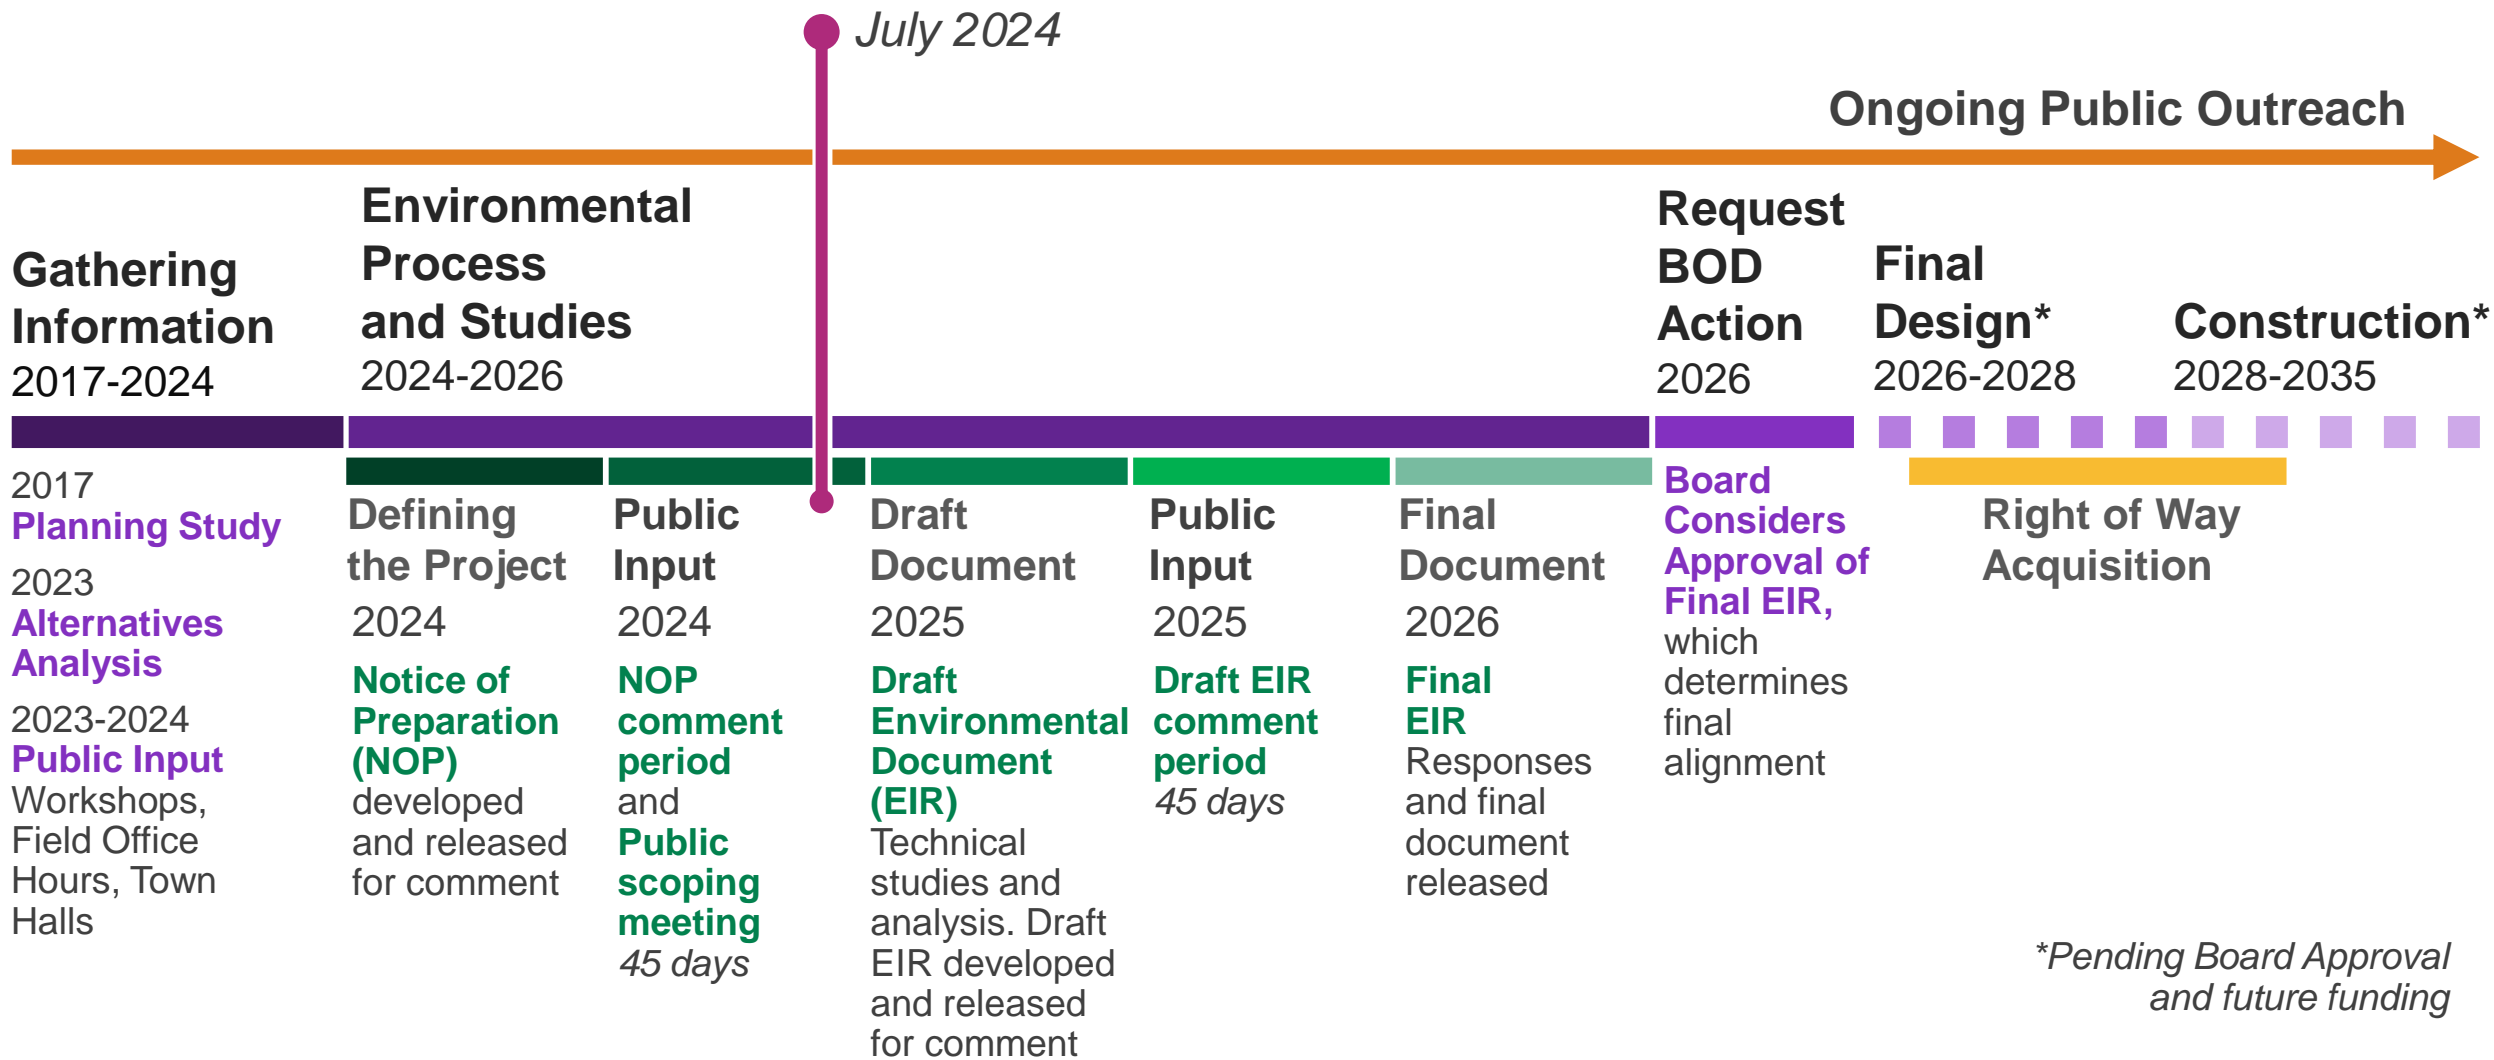 July 2024
Ongoing Public Outreach
Gathering
Information
2017-2024
Environmental
Process
and Studies
2024-2026
Request
BOD
Action
2026
Final
Design*
2026-2028
Construction*
2028-2035
2017
Planning Study
2023
Alternatives
Analysis
2023-2024
Public Input
Workshops,
Field Office
Hours, Town
Halls
Defining
the Project
2024
Notice of
Preparation
(NOP)
developed
and released
for comment
Public
Input
2024
NOP
comment
period
and
Public
scoping
meeting
45 days
Draft
Document
2025
Draft
Environmental
Document
(EIR)
Technical
studies and
analysis. Draft
EIR developed
and released
for comment
Public
Input
2025
Draft EIR
comment
period
45 days
Final
Document
2026
Final
EIR
Responses
and final
document
released
Board
Considers
Approval of
Final EIR,
which
determines
final
alignment
Right of Way
Acquisition
*Pending Board Approval
and future funding